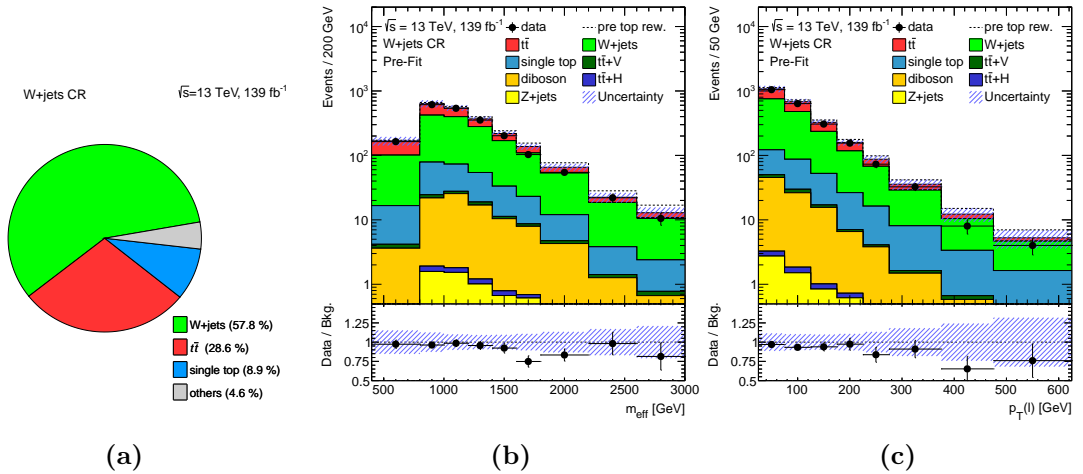 W+jets CR
√s=13 TeV, 139 fb⁻¹
W+jets (57.8 %)
tt̄ (28.6 %)
single top (8.9 %)
others (4.6 %)
(a)
Events / 200 GeV
√s = 13 TeV, 139 fb⁻¹
W+jets CR
Pre-Fit
data
pre top rew.
tt̄
W+jets
single top
tt̄+V
diboson
tt̄+H
Z+jets
Uncertainty
10⁴
10³
10²
10
1
Data / Bkg.
1.25
1
0.75
0.5
500 1000 1500 2000 2500 3000
m_eff [GeV]
(b)
Events / 50 GeV
√s = 13 TeV, 139 fb⁻¹
W+jets CR
Pre-Fit
data
pre top rew.
tt̄
W+jets
single top
tt̄+V
diboson
tt̄+H
Z+jets
Uncertainty
10⁴
10³
10²
10
1
Data / Bkg.
1.25
1
0.75
0.5
100 200 300 400 500 600
p_T(l) [GeV]
(c)